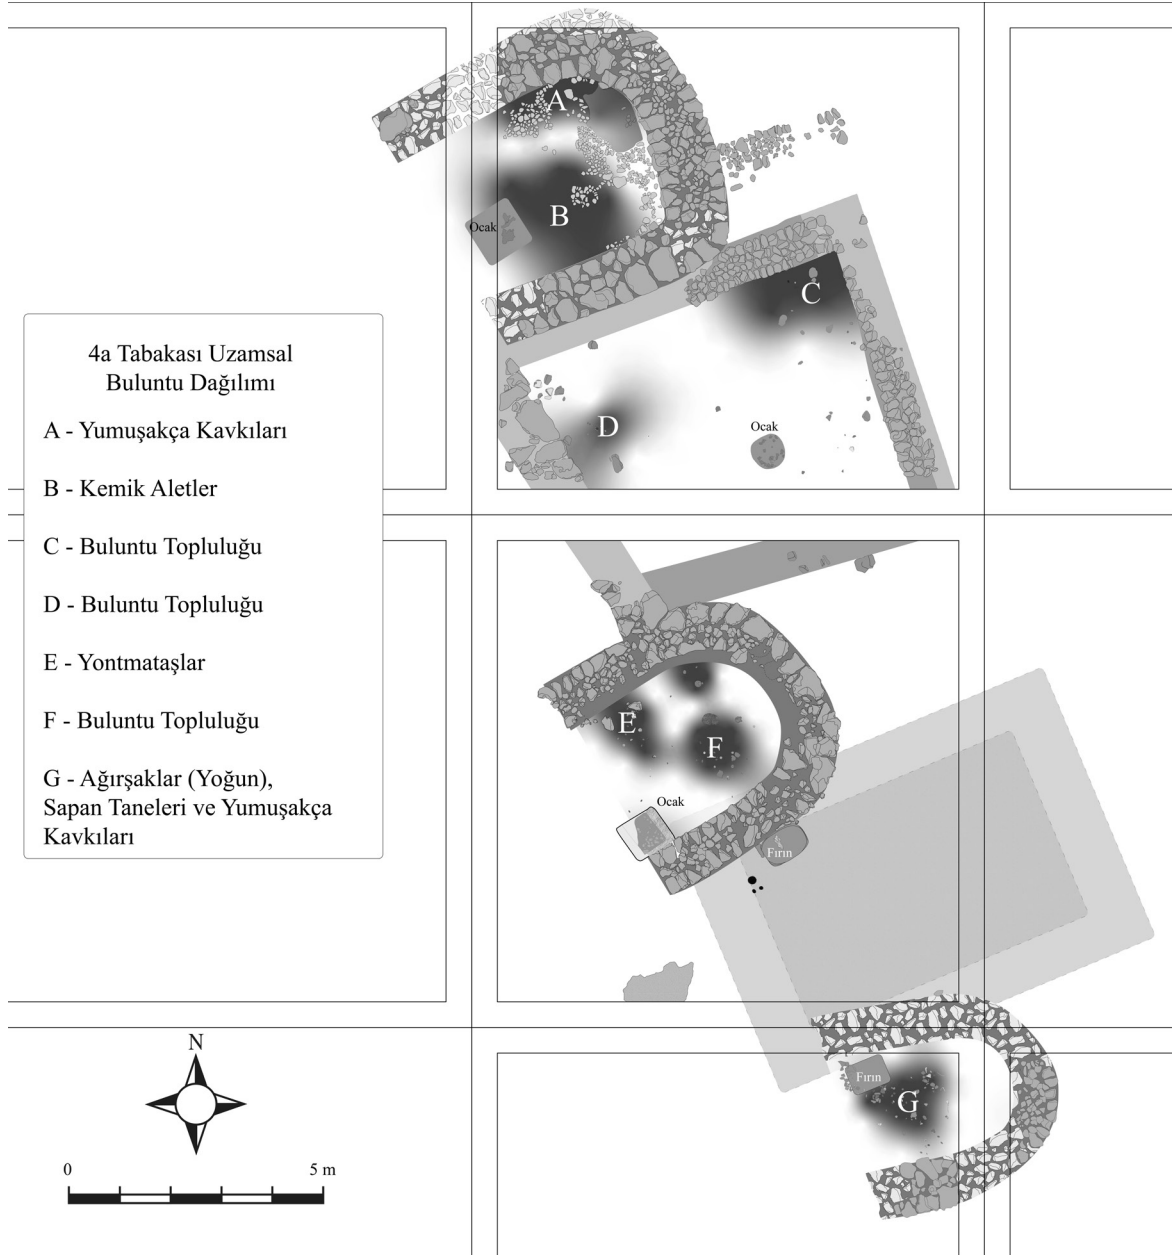 A
B
Ocak
C
D
Ocak
4a Tabakası Uzamsal
Buluntu Dağılımı
A - Yumuşakça Kavkıları
B - Kemik Aletler
C - Buluntu Topluluğu
D - Buluntu Topluluğu
E - Yontmataşlar
F - Buluntu Topluluğu
G - Ağırşaklar (Yoğun),
Sapan Taneleri ve Yumuşakça
Kavkıları
E
F
Ocak
Fırın
Fırın
G
N
0 5 m